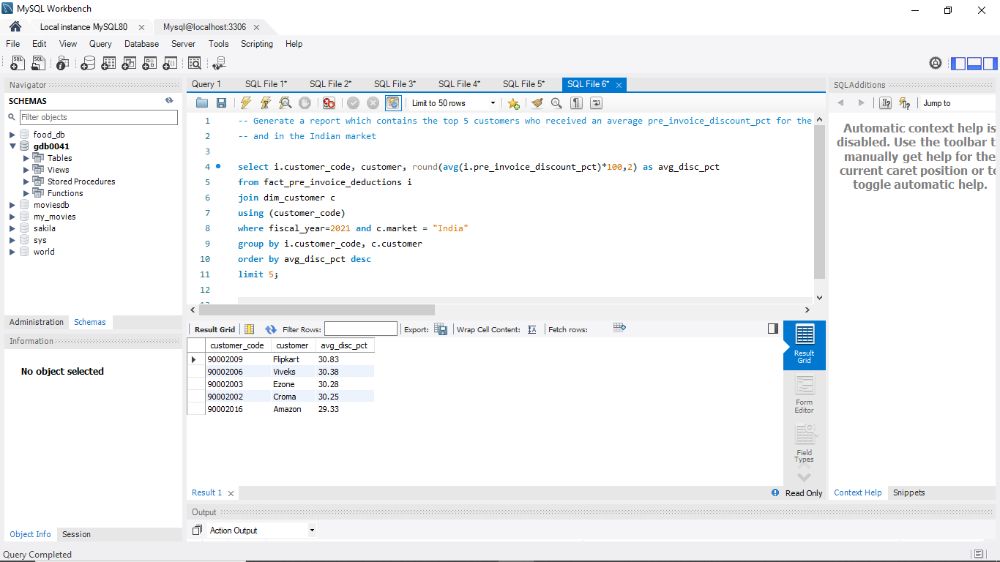 MySQL Workbench
Local instance MySQL80
Mysql@localhost:3306
File Edit View Query Database Server Tools Scripting Help
Navigator
SCHEMAS
Filter objects
food_db
gdb0041
Tables
Views
Stored Procedures
Functions
moviesdb
my_movies
sakila
sys
world
Administration Schemas
Information
No object selected
Object Info Session
Query 1 SQL File 1* SQL File 2* SQL File 3* SQL File 4* SQL File 5* SQL File 6*
Limit to 50 rows
1 -- Generate a report which contains the top 5 customers who received an average pre_invoice_discount_pct for the
2 -- and in the Indian market
3
4 select i.customer_code, customer, round(avg(i.pre_invoice_discount_pct)*100,2) as avg_disc_pct
5 from fact_pre_invoice_deductions i
6 join dim_customer c
7 using (customer_code)
8 where fiscal_year=2021 and c.market = "India"
9 group by i.customer_code, c.customer
10 order by avg_disc_pct desc
11 limit 5;
12
Result Grid Filter Rows: Export: Wrap Cell Content: Fetch rows:
customer_code customer avg_disc_pct
90002009 Flipkart 30.83
90002006 Viveks 30.38
90002003 Ezone 30.28
90002002 Croma 30.25
90002016 Amazon 29.33
Result
Grid
Form
Editor
Field
Types
Result 1
Read Only
Output
Action Output
SQLAdditions
Jump to
Automatic context help is
disabled. Use the toolbar t
manually get help for the
current caret position or to
toggle automatic help.
Context Help Snippets
Query Completed